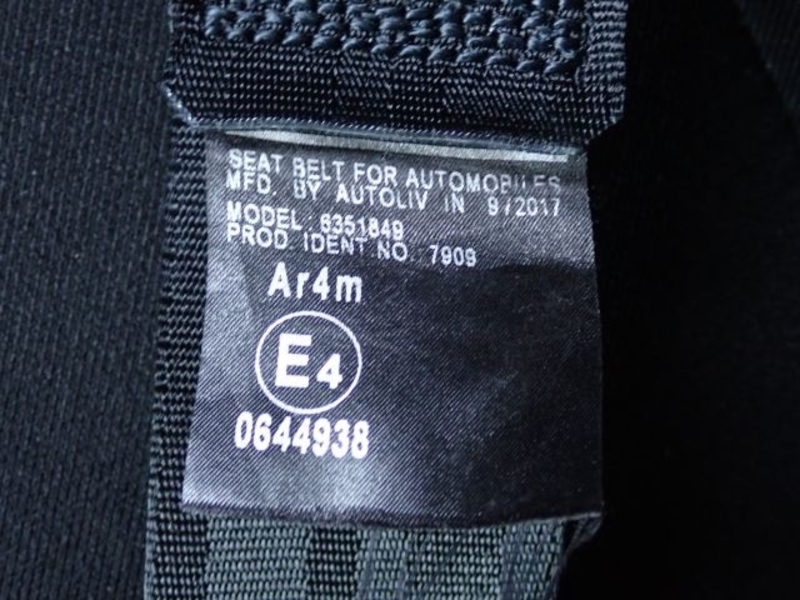 SEAT BELT FOR AUTOMOBILES
MFD. BY AUTOLIV IN 9/2017
MODEL: 6351849
PROD. IDENT.NO. 7909
Ar4m
E4
0644938